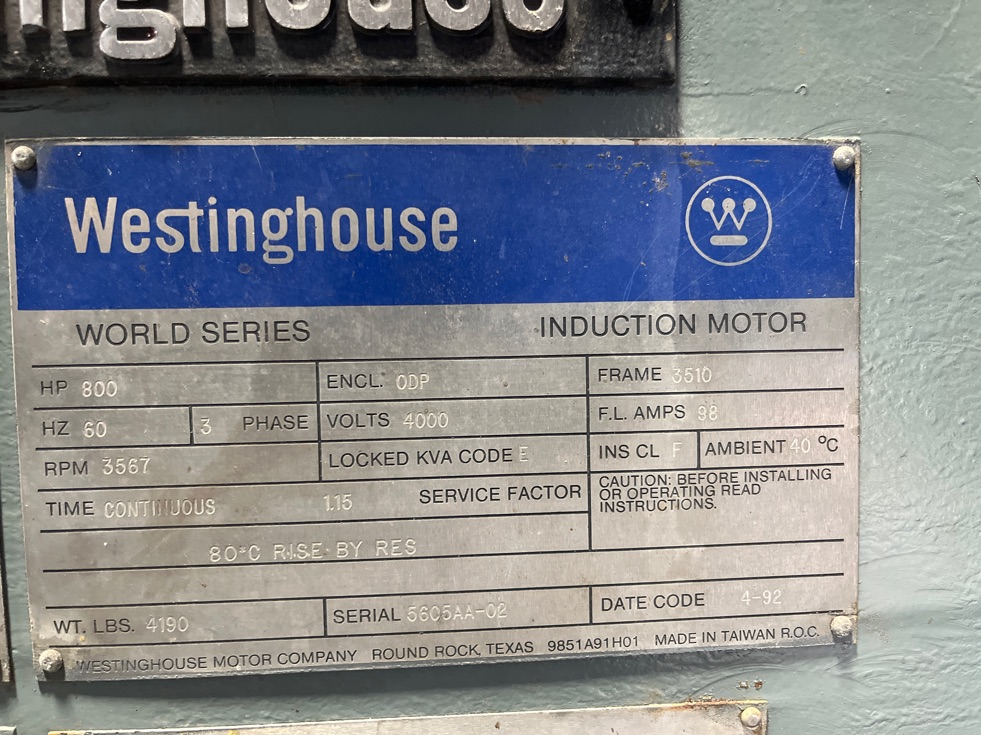 Westinghouse
W
WORLD SERIES INDUCTION MOTOR
HP 800 ENCL. ODP FRAME 3510
HZ 60 3 PHASE VOLTS 4000 F.L. AMPS 98
RPM 3567 LOCKED KVA CODE E INS CL F AMBIENT 40 °C
TIME CONTINUOUS 1.15 SERVICE FACTOR
CAUTION: BEFORE INSTALLING
OR OPERATING READ
INSTRUCTIONS.
80°C RISE BY RES
WT. LBS. 4190 SERIAL 5605AA-02 DATE CODE 4-92
WESTINGHOUSE MOTOR COMPANY ROUND ROCK, TEXAS 9851A91H01 MADE IN TAIWAN R.O.C.